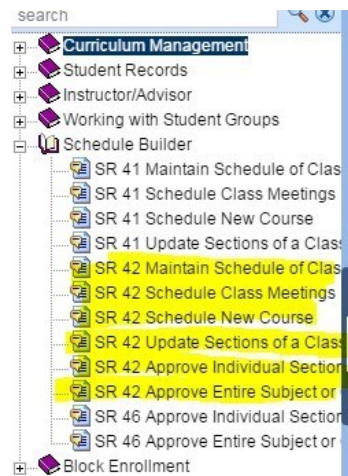 search
Curriculum Management
Student Records
Instructor/Advisor
Working with Student Groups
Schedule Builder
SR 41 Maintain Schedule of Clas
SR 41 Schedule Class Meetings
SR 41 Schedule New Course
SR 41 Update Sections of a Class
SR 42 Maintain Schedule of Clas
SR 42 Schedule Class Meetings
SR 42 Schedule New Course
SR 42 Update Sections of a Class
SR 42 Approve Individual Section
SR 42 Approve Entire Subject or
SR 46 Approve Individual Section
SR 46 Approve Entire Subject or
Block Enrollment